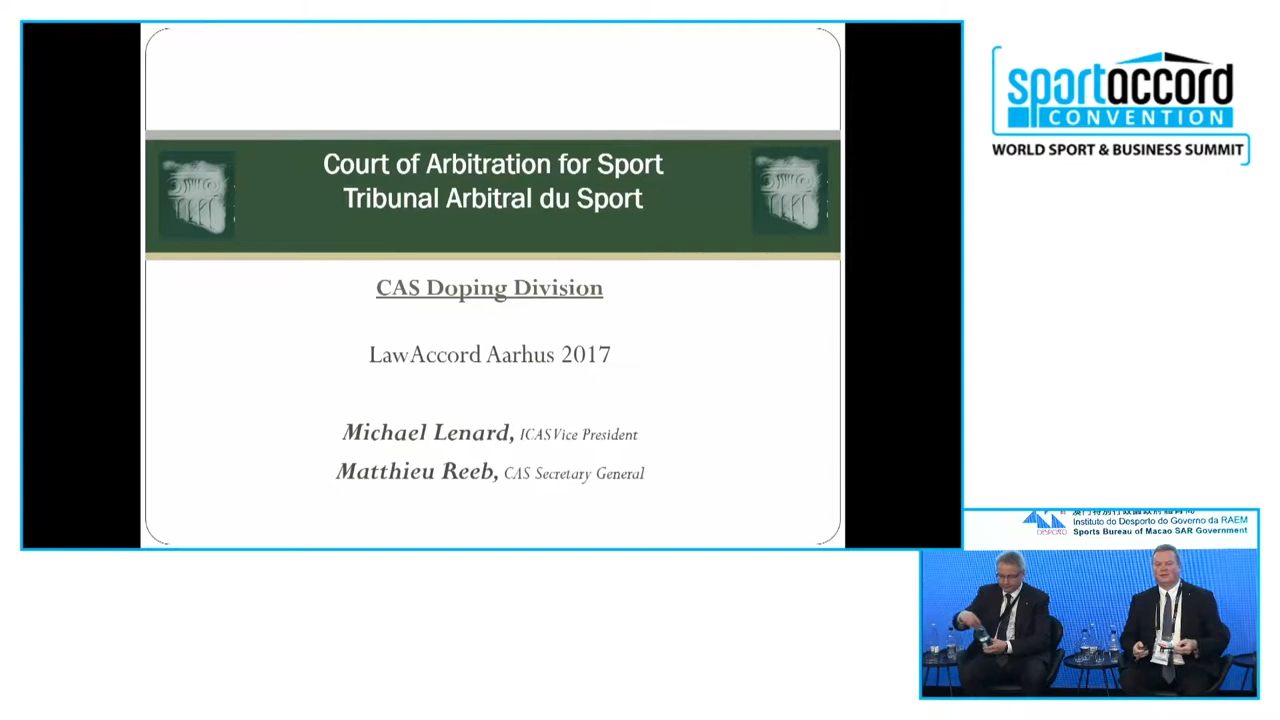 Court of Arbitration for Sport
Tribunal Arbitral du Sport
CAS Doping Division
LawAccord Aarhus 2017
Michael Lenard, ICAS Vice President
Matthieu Reeb, CAS Secretary General
sportaccord
CONVENTION
WORLD SPORT & BUSINESS SUMMIT
DESPORTO
Instituto do Desporto do Governo da RAEM
Sports Bureau of Macao SAR Government